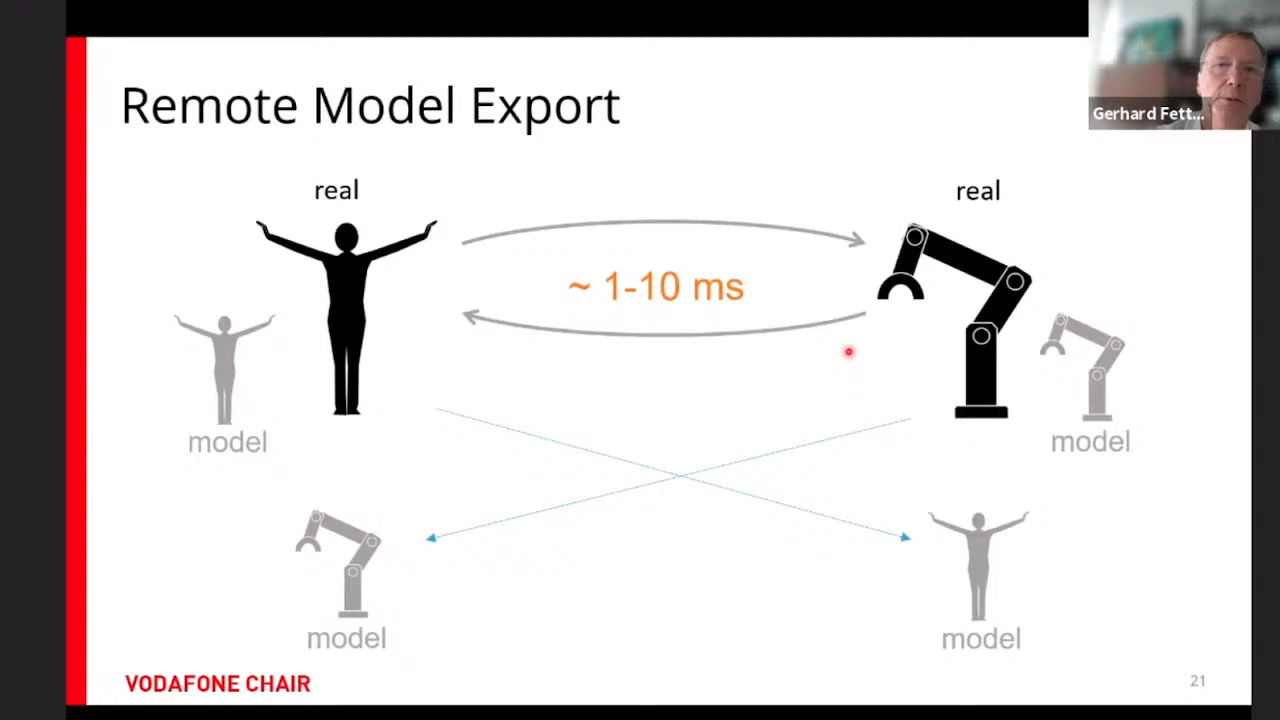 Remote Model Export
Gerhard Fett...
real
real
~ 1-10 ms
model
model
model
model
VODAFONE CHAIR
21